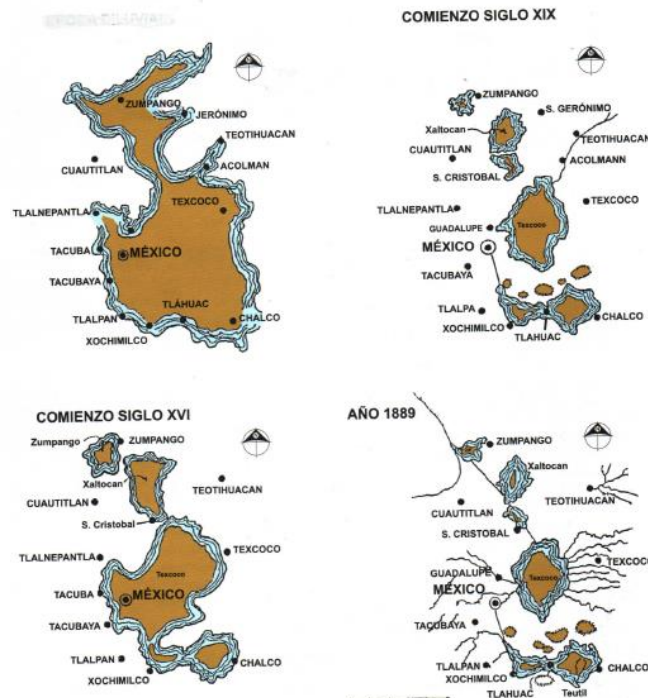 COMIENZO SIGLO XIX
ZUMPANGO
JERÓNIMO
TEOTIHUACAN
CUAUTITLAN
ACOLMAN
TLALNEPANTLA
TEXCOCO
TACUBA
MÉXICO
TACUBAYA
TLÁHUAC
TLALPAN
CHALCO
XOCHIMILCO
ZUMPANGO
S. GERÓNIMO
Xaltocan
TEOTIHUACAN
CUAUTITLAN
ACOLMANN
S. CRISTOBAL
TLALNEPANTLA
TEXCOCO
GUADALUPE
Texcoco
MÉXICO
TACUBAYA
TLALPA
CHALCO
XOCHIMILCO
TLAHUAC
COMIENZO SIGLO XVI
Zumpango
ZUMPANGO
Xaltocan
TEOTIHUACAN
CUAUTITLAN
S. Cristobal
TLALNEPANTLA
TEXCOCO
Texcoco
TACUBA
MÉXICO
TACUBAYA
TLALPAN
CHALCO
XOCHIMILCO
AÑO 1889
ZUMPANGO
Xaltocan
TEOTIHUACAN
CUAUTITLAN
S. CRISTOBAL
TEXCOCO
GUADALUPE
Texcoco
MÉXICO
TACUBAYA
TLALPAN
CHALCO
XOCHIMILCO
TLAHUAC
Teutil